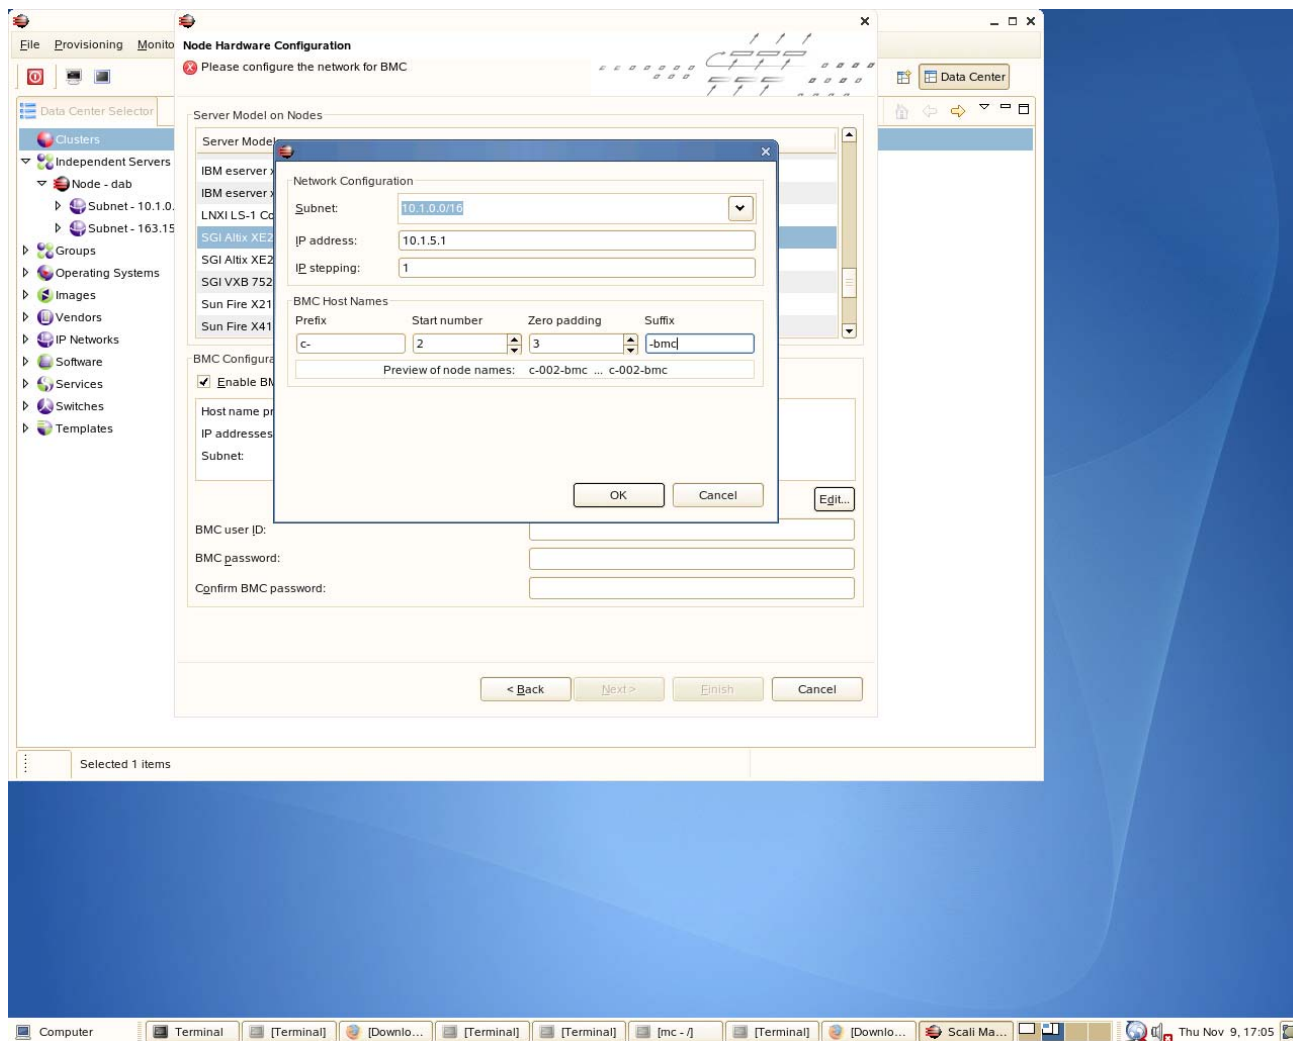 File Provisioning Monito
Data Center
Data Center Selector
Clusters
Independent Servers
Node - dab
Subnet - 10.1.0.
Subnet - 163.15
Groups
Operating Systems
Images
Vendors
IP Networks
Software
Services
Switches
Templates
Selected 1 items
Node Hardware Configuration
Please configure the network for BMC
Server Model on Nodes
Server Model
IBM eserver x
IBM eserver x
LNXI LS-1 Co
SGI Altix XE2
SGI Altix XE2
SGI VXB 752
Sun Fire X21
Sun Fire X41
BMC Configura
Enable BM
Host name pr
IP addresses
Subnet:
Edit...
BMC user ID:
BMC password:
Confirm BMC password:
< Back Next > Finish Cancel
Network Configuration
Subnet: 10.1.0.0/16
IP address: 10.1.5.1
IP stepping: 1
BMC Host Names
Prefix Start number Zero padding Suffix
c- 2 3 -bmc
Preview of node names: c-002-bmc ... c-002-bmc
OK Cancel
Computer Terminal [Terminal] [Downlo... [Terminal] [Terminal] [mc - /] [Terminal] [Downlo... Scali Ma... Thu Nov 9, 17:05